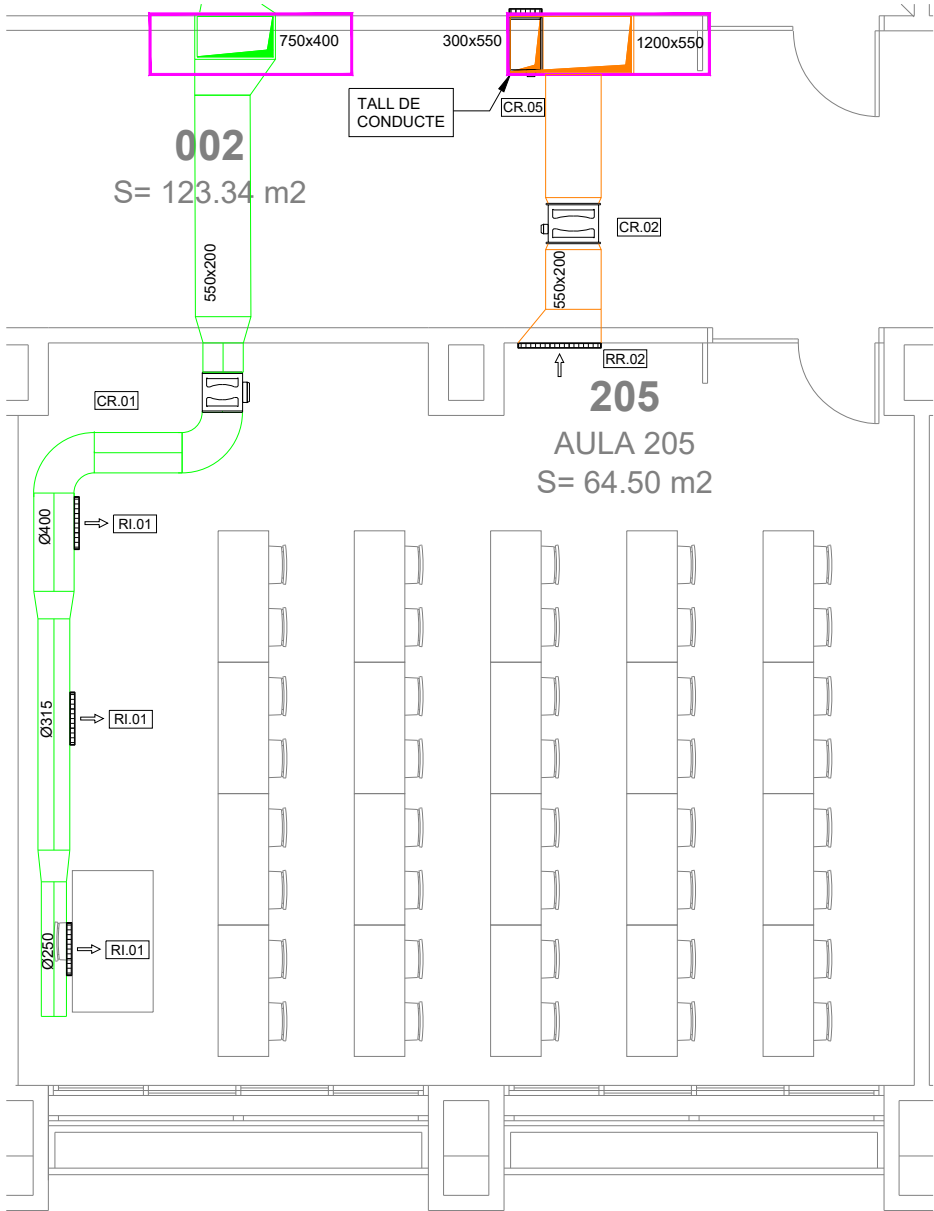 750x400
300x550
1200x550
TALL DE
CONDUCTE
CR.05
002
S= 123.34 m2
CR.02
550x200
550x200
RR.02
205
AULA 205
S= 64.50 m2
CR.01
Ø400
RI.01
Ø315
RI.01
Ø250
RI.01